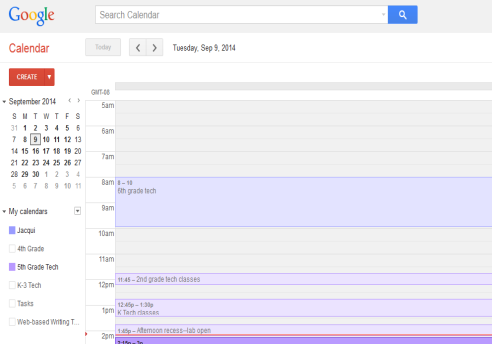 Google
Search Calendar
Calendar
Today
Tuesday, Sep 9, 2014
CREATE
GMT-06
September 2014
S M T W T F S
31 1 2 3 4 5 6
7 8 9 10 11 12 13
14 15 16 17 18 19 20
21 22 23 24 25 26 27
28 29 30 1 2 3 4
5 6 7 8 9 10 11
My calendars
Jacqui
4th Grade
5th Grade Tech
K-3 Tech
Tasks
Web-based Writing T...
5am
6am
7am
8am
8 – 10
5th grade tech
9am
10am
11am
11:45 – 2nd grade tech classes
12pm
12:45p – 1:30p
1pm
K Tech classes
1:45p – Afternoon recess--lab open
2pm
2:15p – 3p